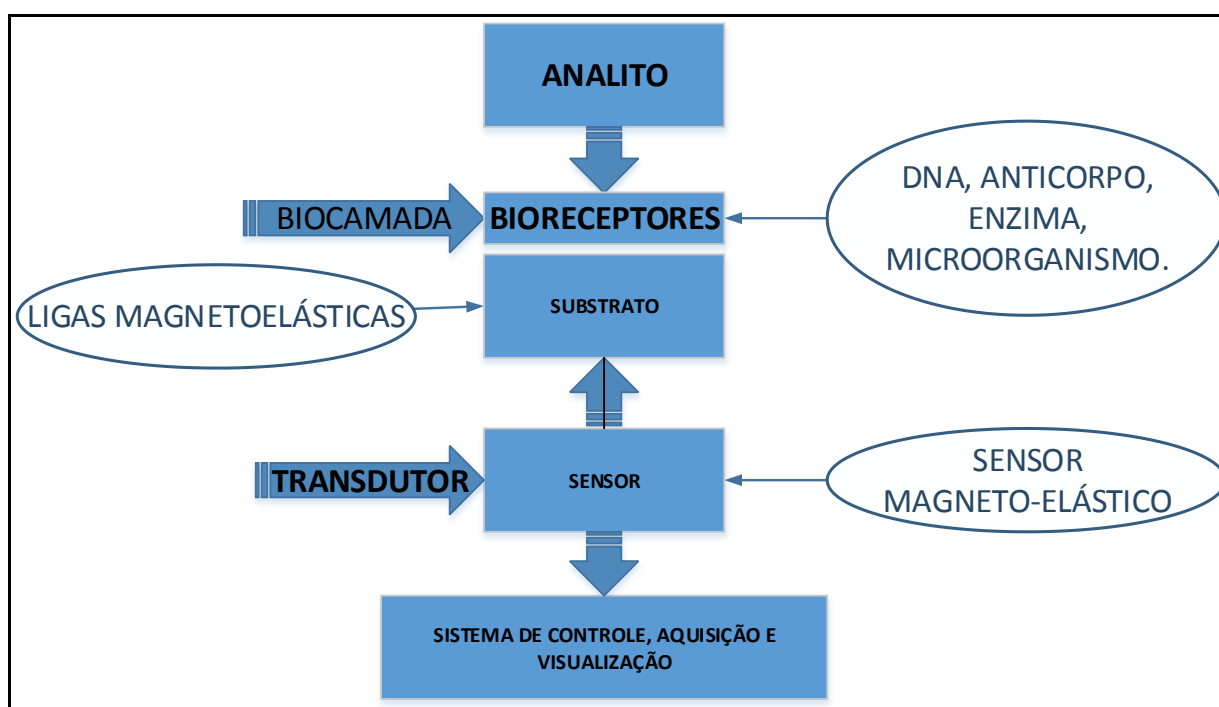 ANALITO
DNA, ANTICORPO,
ENZIMA,
MICROORGANISMO.
BIOCAMADA
BIORECEPTORES
LIGAS MAGNETOELÁSTICAS
SUBSTRATO
TRANSDUTOR
SENSOR
SENSOR
MAGNETO-ELÁSTICO
SISTEMA DE CONTROLE, AQUISIÇÃO E
VISUALIZAÇÃO